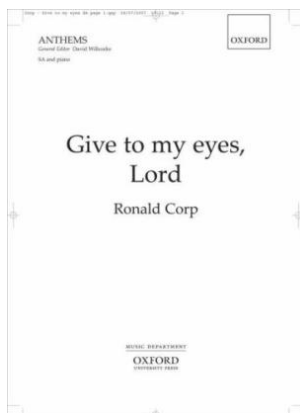 ANTHEMS
General Editor David Willcocks
SA and piano
OXFORD
Give to my eyes,
Lord
Ronald Corp
MUSIC DEPARTMENT
OXFORD
UNIVERSITY PRESS